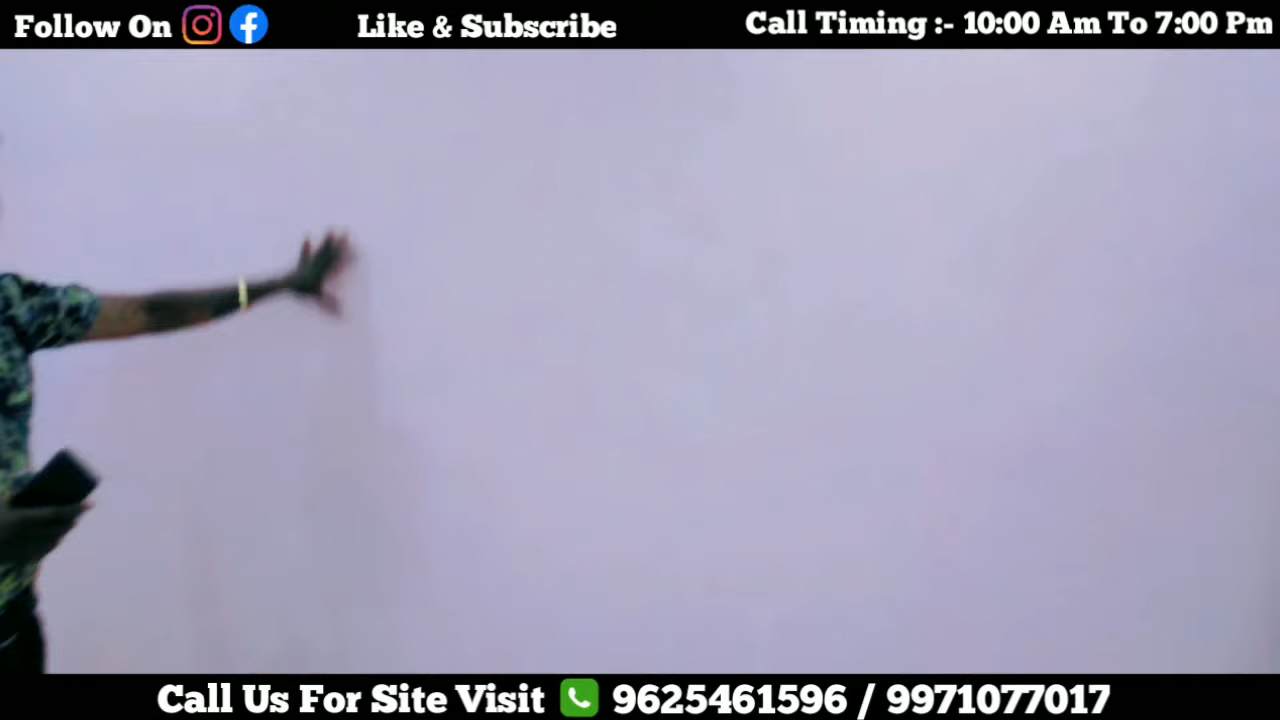 Follow On
Like & Subscribe
Call Timing :- 10:00 Am To 7:00 Pm
Call Us For Site Visit 9625461596 / 9971077017